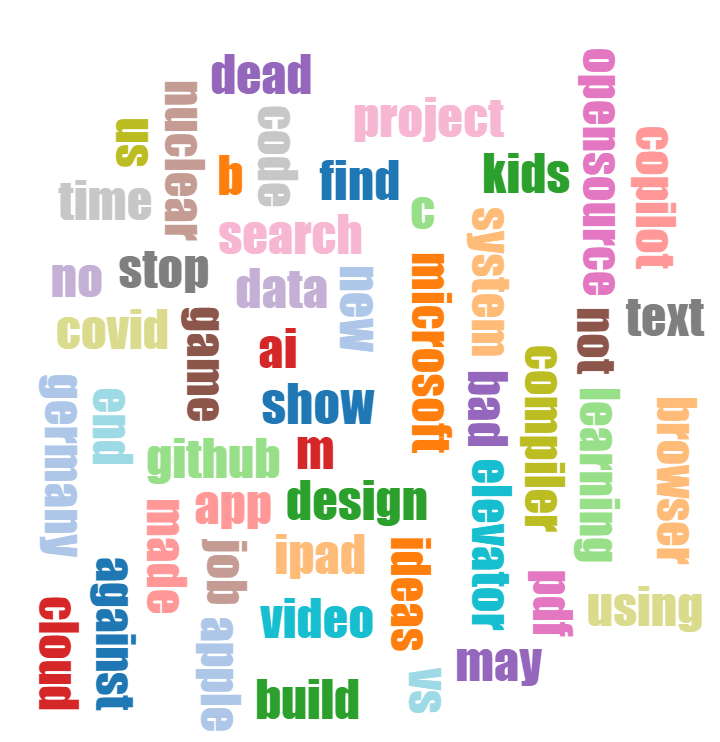 dead
opensource
nuclear
project
code
us
copilot
kids
b
find
time
c
search
system
stop
no
data
new
microsoft
text
not
covid
game
ai
compiler
bad
show
germany
end
learning
browser
github
m
app
design
made
elevator
job
ipad
ideas
against
pdf
using
cloud
video
apple
may
vs
build